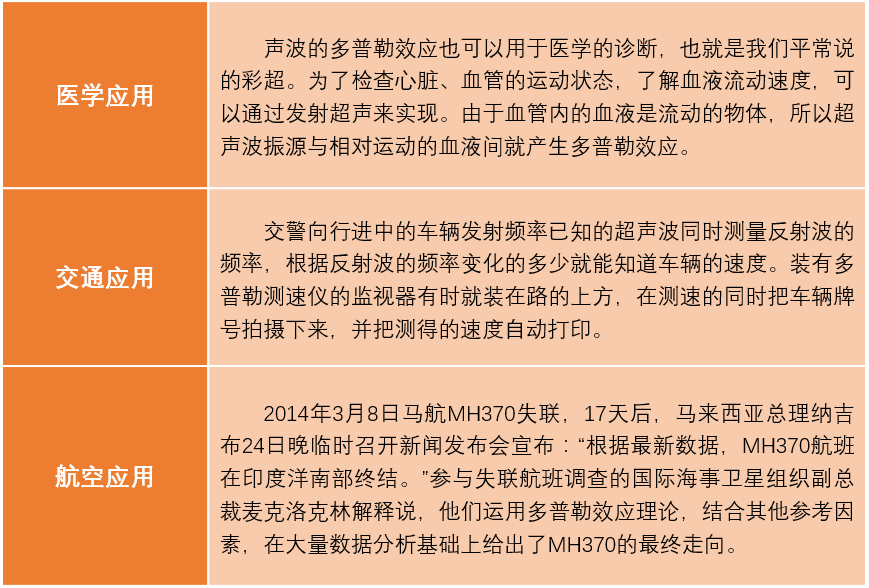 医学应用
声波的多普勒效应也可以用于医学的诊断，也就是我们平常说
的彩超。为了检查心脏、血管的运动状态，了解血液流动速度，可
以通过发射超声来实现。由于血管内的血液是流动的物体，所以超
声波振源与相对运动的血液间就产生多普勒效应。
交通应用
交警向行进中的车辆发射频率已知的超声波同时测量反射波的
频率，根据反射波的频率变化的多少就能知道车辆的速度。装有多
普勒测速仪的监视器有时就装在路的上方，在测速的同时把车辆牌
号拍摄下来，并把测得的速度自动打印。
航空应用
2014年3月8日马航MH370失联，17天后，马来西亚总理纳吉
布24日晚临时召开新闻发布会宣布：“根据最新数据，MH370航班
在印度洋南部终结。”参与失联航班调查的国际海事卫星组织副总
裁麦克洛克林解释说，他们运用多普勒效应理论，结合其他参考因
素，在大量数据分析基础上给出了MH370的最终走向。